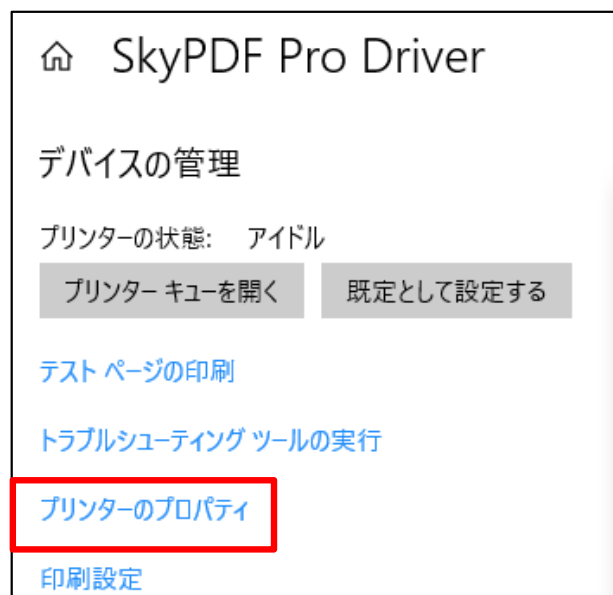 SkyPDF Pro Driver
デバイスの管理
プリンターの状態: アイドル
プリンター キューを開く 既定として設定する
テスト ページの印刷
トラブルシューティング ツールの実行
プリンターのプロパティ
印刷設定